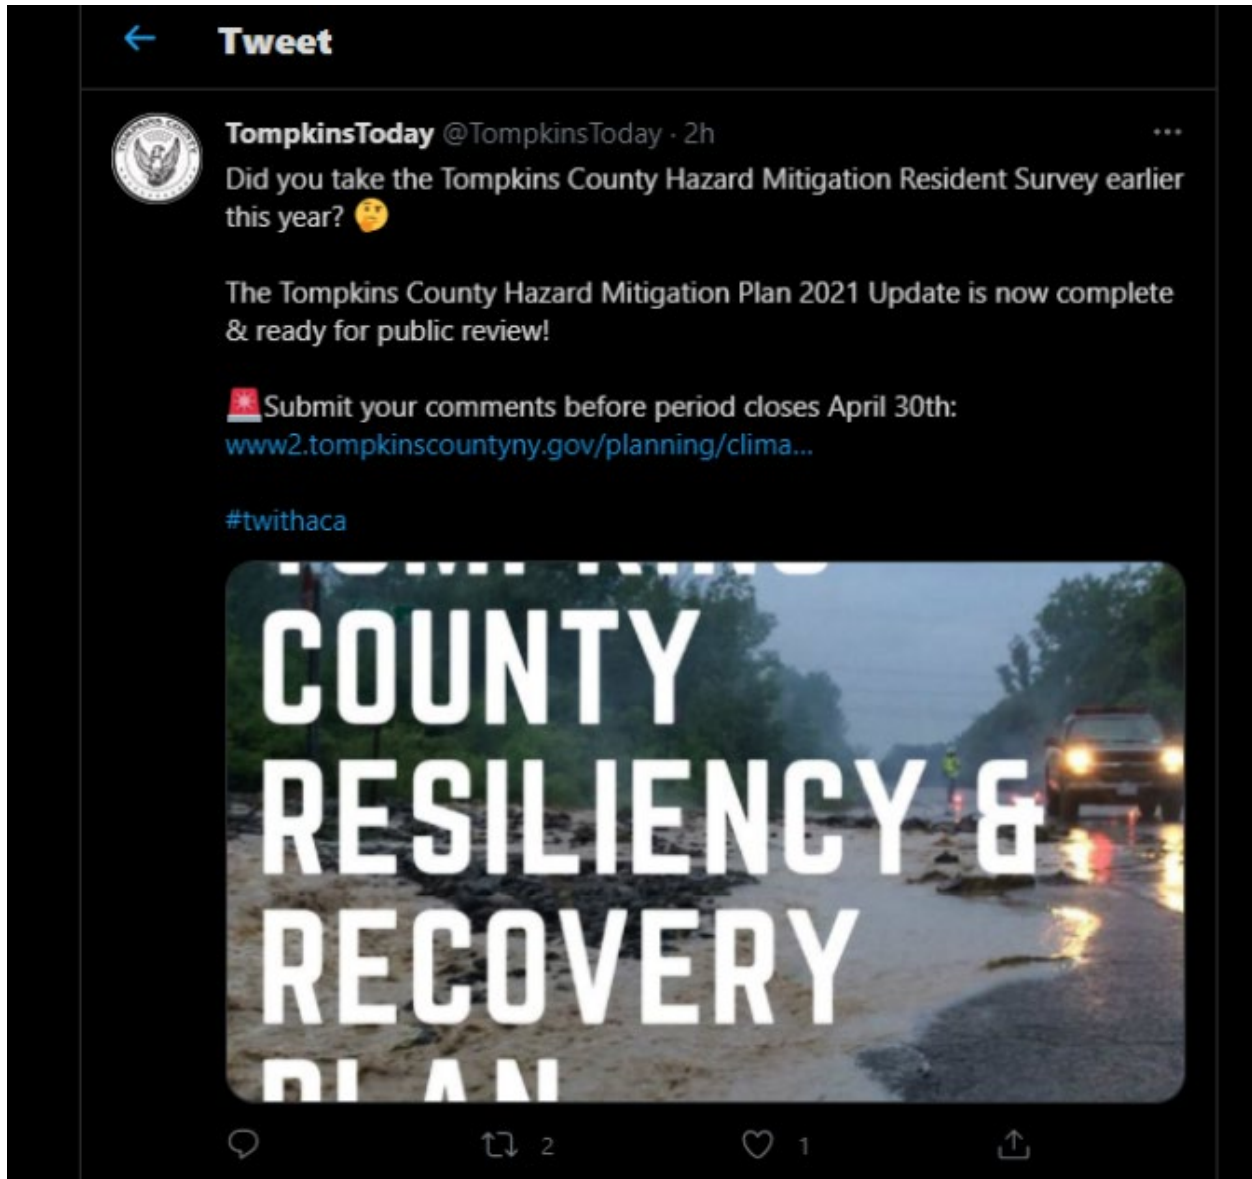 Tweet
TompkinsToday @TompkinsToday · 2h
Did you take the Tompkins County Hazard Mitigation Resident Survey earlier
this year? 🤔
The Tompkins County Hazard Mitigation Plan 2021 Update is now complete
& ready for public review!
🚨Submit your comments before period closes April 30th:
www2.tompkinscountyny.gov/planning/clima...
#twithaca
TOMPKINS
COUNTY
RESILIENCY &
RECOVERY
PLAN
2
1